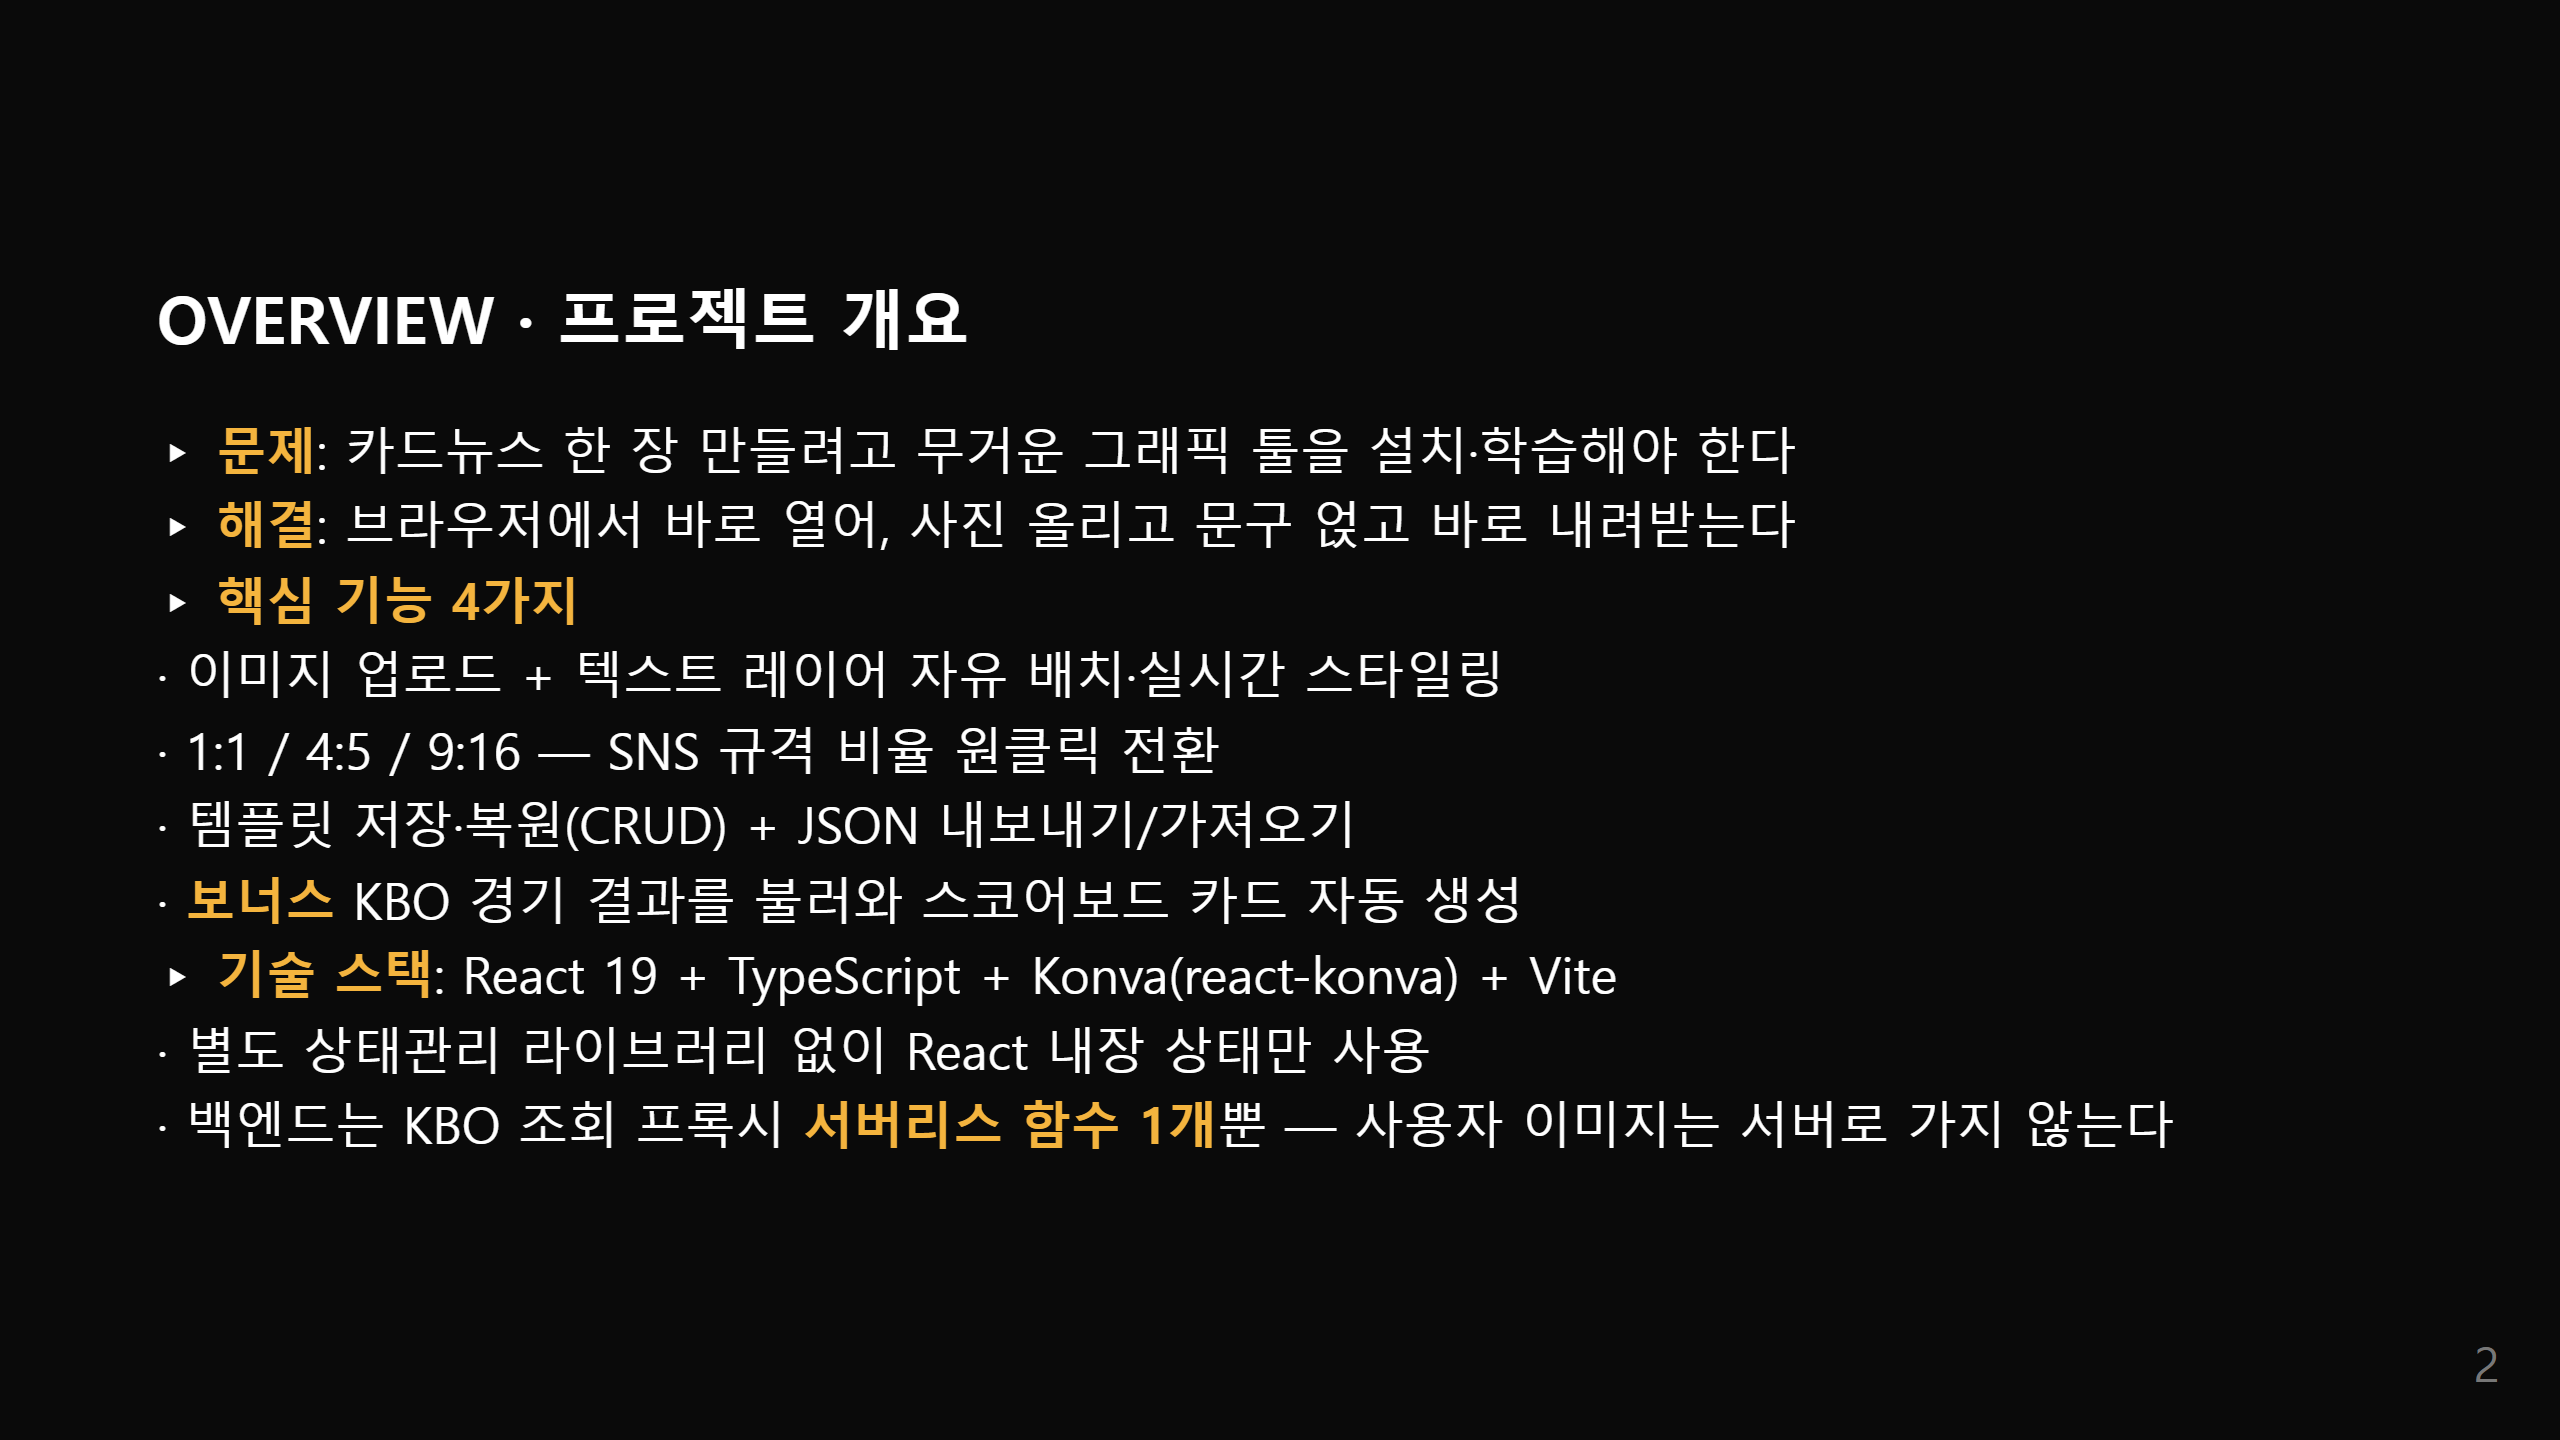 OVERVIEW · 프로젝트 개요
▸ 문제: 카드뉴스 한 장 만들려고 무거운 그래픽 툴을 설치·학습해야 한다
▸ 해결: 브라우저에서 바로 열어, 사진 올리고 문구 얹고 바로 내려받는다
▸ 핵심 기능 4가지
· 이미지 업로드 + 텍스트 레이어 자유 배치·실시간 스타일링
· 1:1 / 4:5 / 9:16 — SNS 규격 비율 원클릭 전환
· 템플릿 저장·복원(CRUD) + JSON 내보내기/가져오기
· 보너스 KBO 경기 결과를 불러와 스코어보드 카드 자동 생성
▸ 기술 스택: React 19 + TypeScript + Konva(react-konva) + Vite
· 별도 상태관리 라이브러리 없이 React 내장 상태만 사용
· 백엔드는 KBO 조회 프록시 서버리스 함수 1개뿐 — 사용자 이미지는 서버로 가지 않는다
2